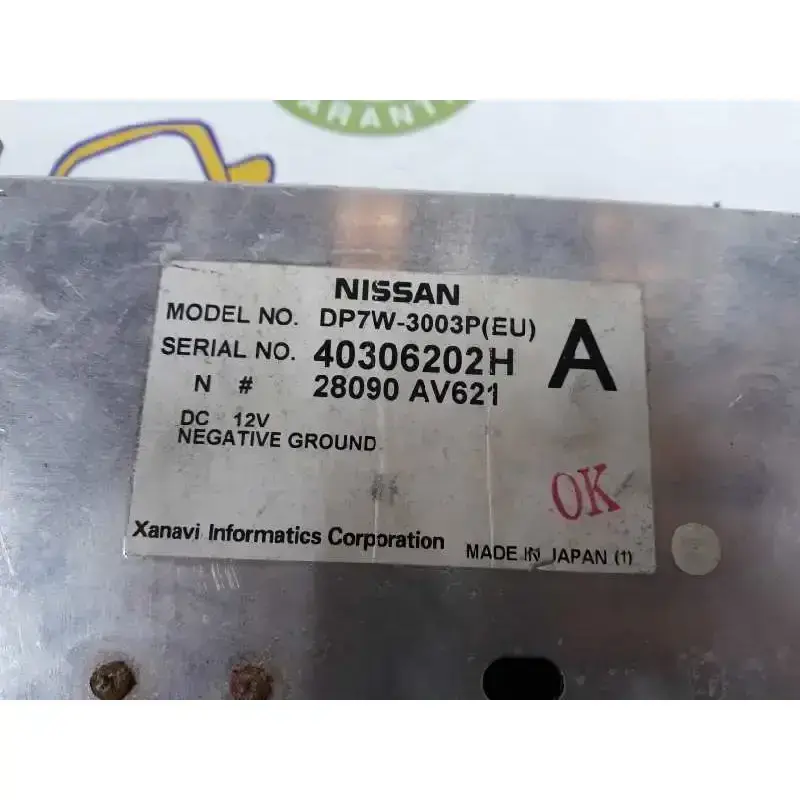 ARANT
NISSAN
MODEL NO. DP7W-3003P(EU)
SERIAL NO. 40306202H
A
N # 28090 AV621
DC 12V
NEGATIVE GROUND
OK
Xanavi Informatics Corporation
MADE IN JAPAN (1)